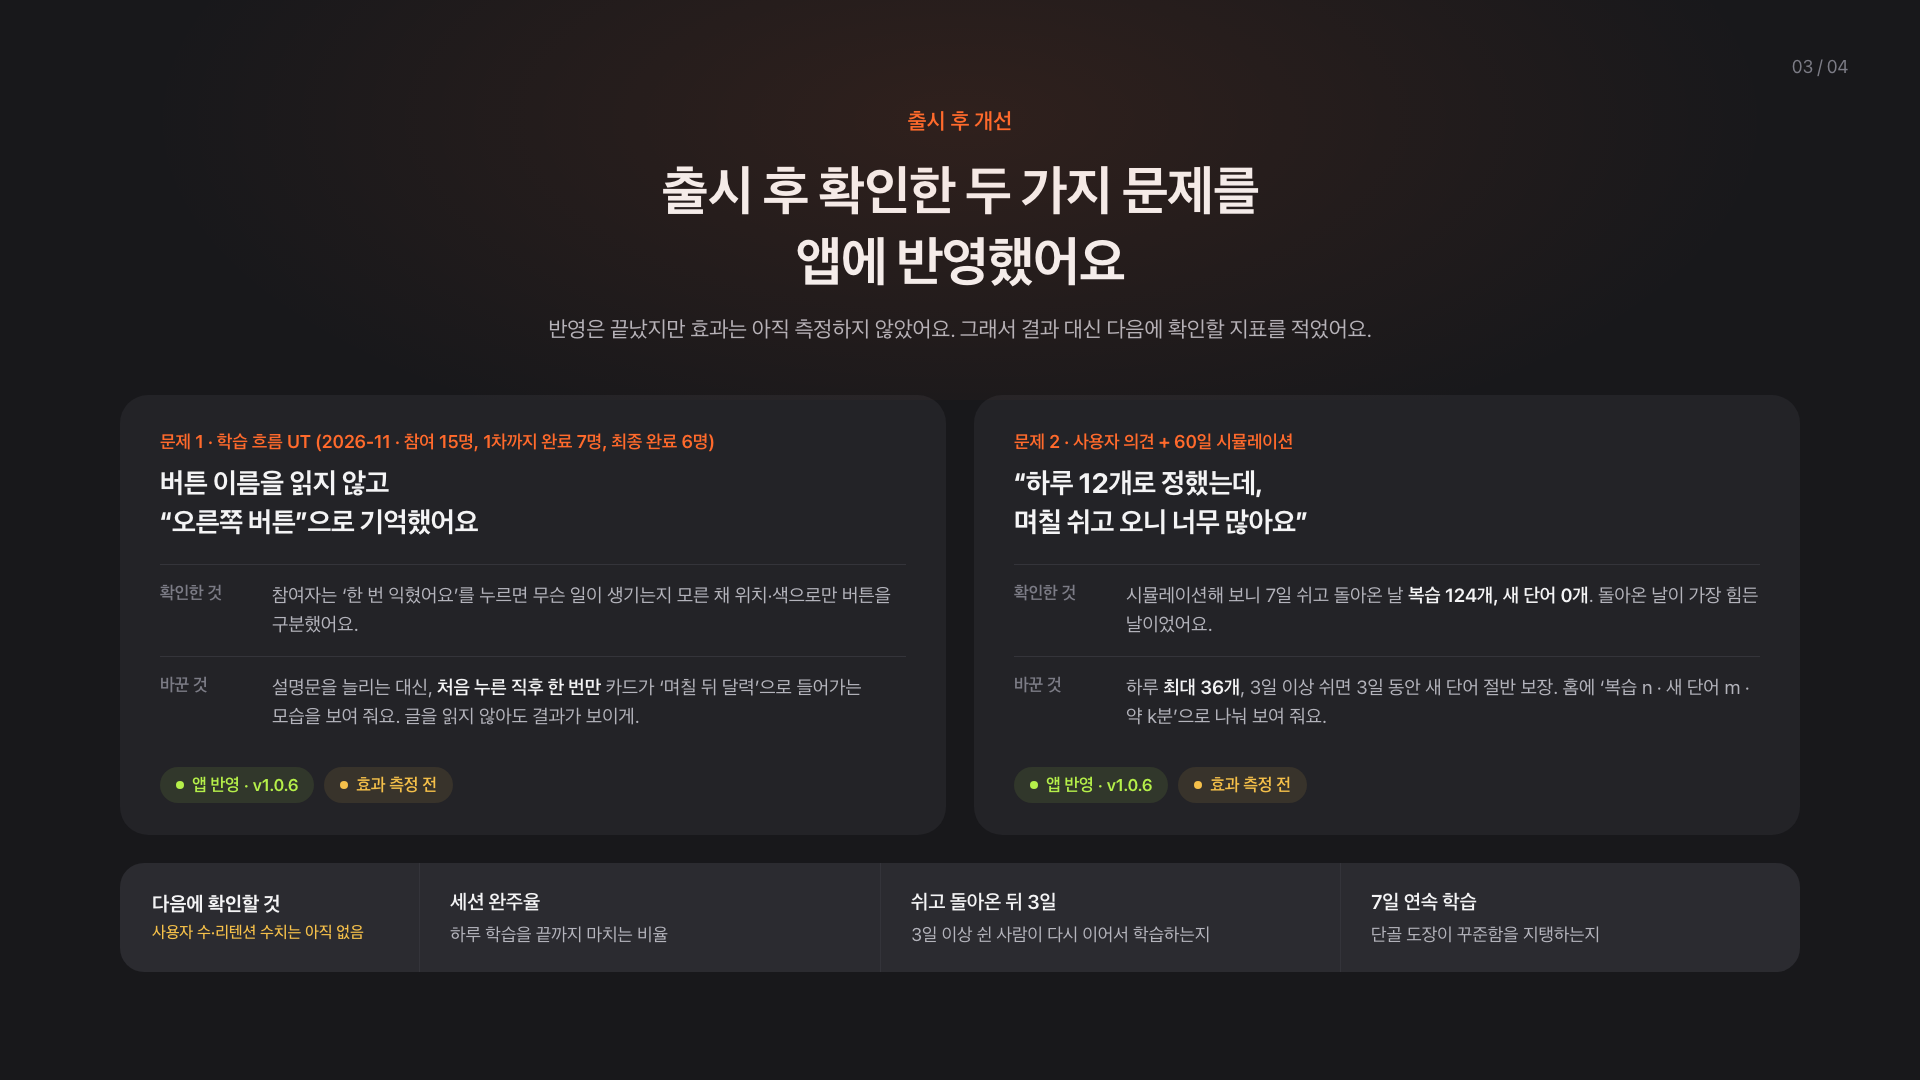 03 / 04
출시 후 개선
출시 후 확인한 두 가지 문제를
앱에 반영했어요
반영은 끝났지만 효과는 아직 측정하지 않았어요. 그래서 결과 대신 다음에 확인할 지표를 적었어요.
문제 1 · 학습 흐름 UT (2026-11 · 참여 15명, 1차까지 완료 7명, 최종 완료 6명)
버튼 이름을 읽지 않고
“오른쪽 버튼”으로 기억했어요
확인한 것
참여자는 ‘한 번 익혔어요’를 누르면 무슨 일이 생기는지 모른 채 위치·색으로만 버튼을
구분했어요.
바꾼 것
설명문을 늘리는 대신, 처음 누른 직후 한 번만 카드가 ‘며칠 뒤 달력’으로 들어가는
모습을 보여 줘요. 글을 읽지 않아도 결과가 보이게.
앱 반영 · v1.0.6
효과 측정 전
문제 2 · 사용자 의견 + 60일 시뮬레이션
“하루 12개로 정했는데,
며칠 쉬고 오니 너무 많아요”
확인한 것
시뮬레이션해 보니 7일 쉬고 돌아온 날 복습 124개, 새 단어 0개. 돌아온 날이 가장 힘든
날이었어요.
바꾼 것
하루 최대 36개, 3일 이상 쉬면 3일 동안 새 단어 절반 보장. 홈에 ‘복습 n · 새 단어 m ·
약 k분’으로 나눠 보여 줘요.
앱 반영 · v1.0.6
효과 측정 전
다음에 확인할 것
사용자 수·리텐션 수치는 아직 없음
세션 완주율
하루 학습을 끝까지 마치는 비율
쉬고 돌아온 뒤 3일
3일 이상 쉰 사람이 다시 이어서 학습하는지
7일 연속 학습
단골 도장이 꾸준함을 지탱하는지